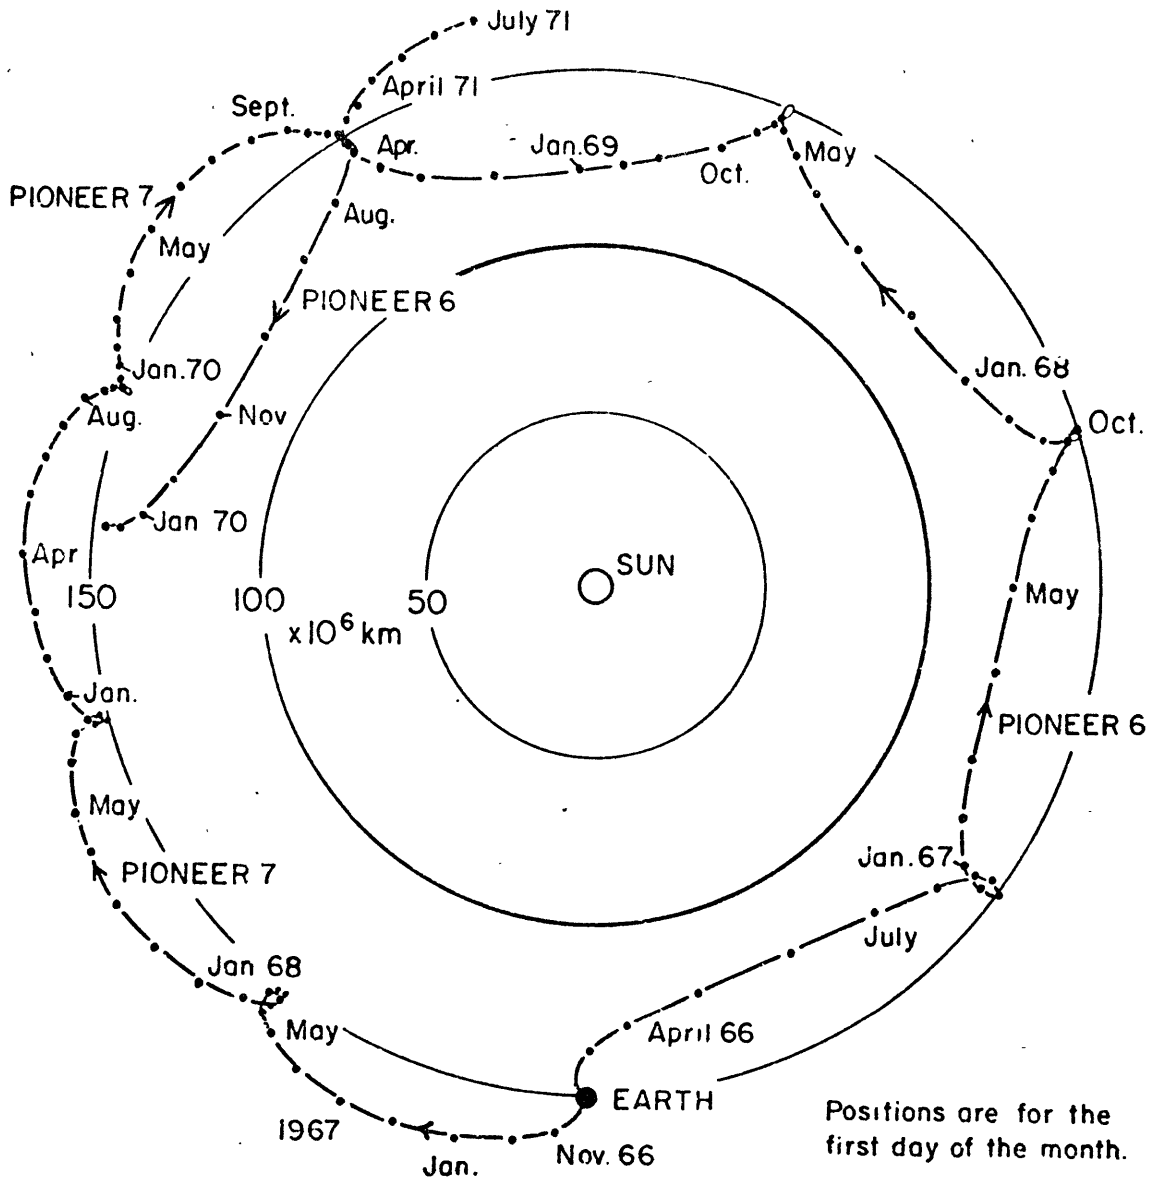 July 71
April 71
Sept.
Apr.
Jan.69
Oct.
May
PIONEER 7
May
Aug.
PIONEER 6
Jan.70
Aug.
Nov
Jan. 68
Oct.
Jan 70
Apr
SUN
150
100
50
x10⁶ km
May
Jan.
PIONEER 6
May
PIONEER 7
Jan.67
July
Jan 68
May
April 66
EARTH
1967
Jan.
Nov. 66
Positions are for the
first day of the month.